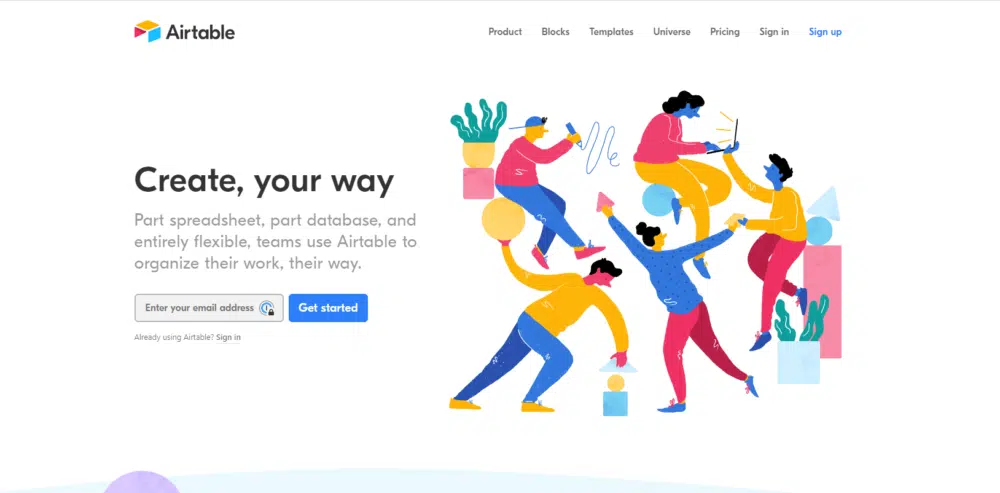 Airtable
Product Blocks Templates Universe Pricing Sign in Sign up
Create, your way
Part spreadsheet, part database, and
entirely flexible, teams use Airtable to
organize their work, their way.
Enter your email address Get started
Already using Airtable? Sign in